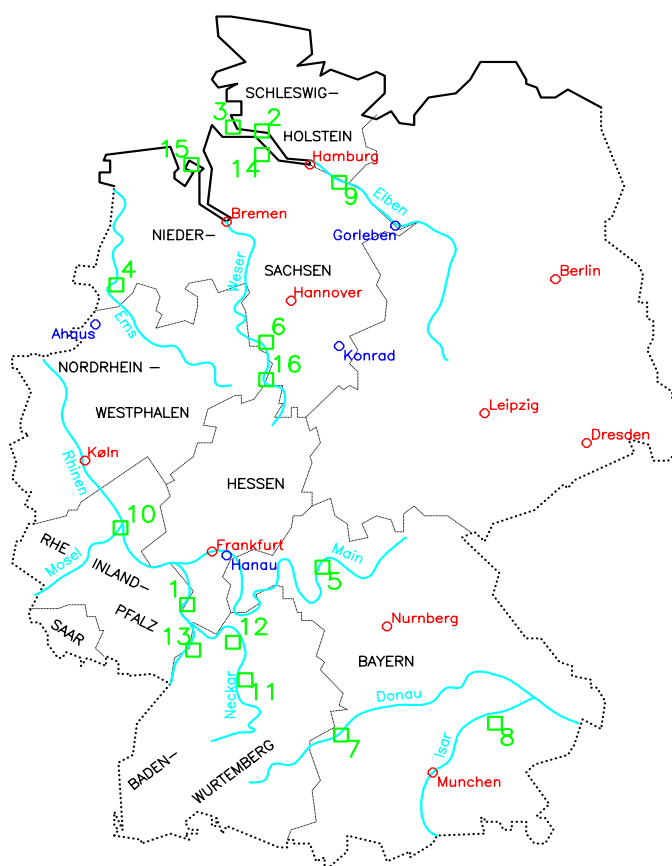 SCHLESWIG-
3
2
HOLSTEIN
15
14
Hamburg
9
Elben
Bremen
Gorleben
NIEDER-
Weser
SACHSEN
Berlin
4
Hannover
Ems
Ahaus
6
Konrad
NORDRHEIN -
16
WESTPHALEN
Leipzig
Køln
Dresden
Rhinen
HESSEN
10
RHE
Mosel
INLAND-
Frankfurt
Hanau
Main
5
1
PFALZ
12
Nurnberg
SAAR
13
BAYERN
11
Neckar
Donau
7
Isar
8
BADEN-
WURTEMBERG
Munchen